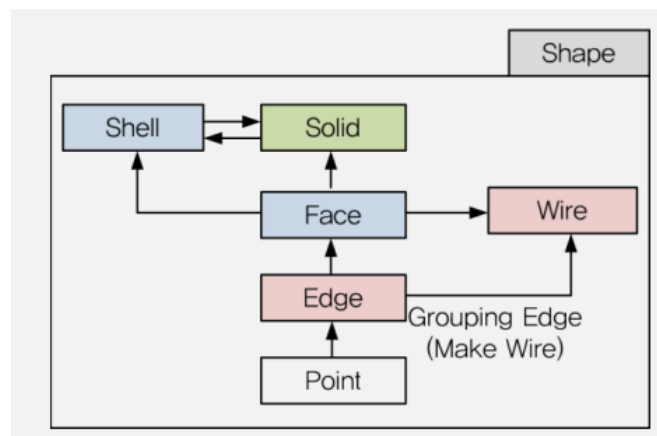 Shape
Shell
Solid
Face
Wire
Edge
Grouping Edge
(Make Wire)
Point